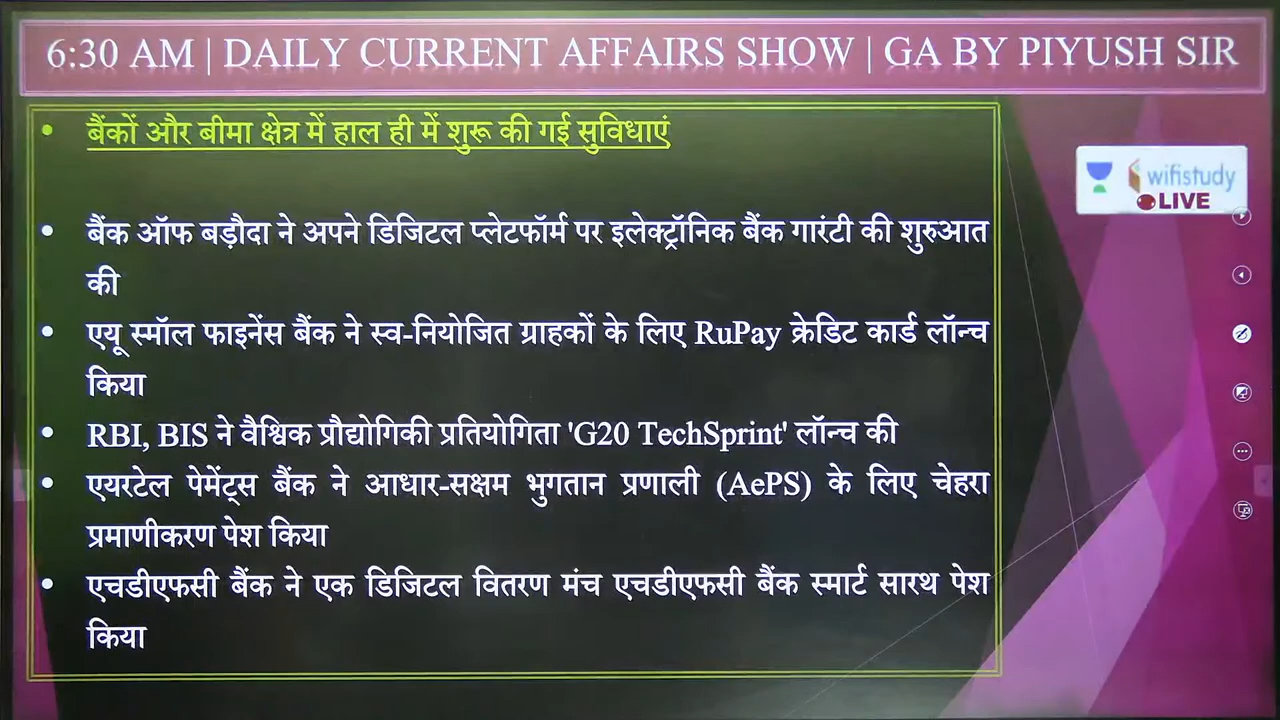 6:30 AM | DAILY CURRENT AFFAIRS SHOW | GA BY PIYUSH SIR
• बैंकों और बीमा क्षेत्र में हाल ही में शुरू की गई सुविधाएं
wifistudy
LIVE
• बैंक ऑफ बड़ौदा ने अपने डिजिटल प्लेटफॉर्म पर इलेक्ट्रॉनिक बैंक गारंटी की शुरुआत
की
• एयू स्मॉल फाइनेंस बैंक ने स्व-नियोजित ग्राहकों के लिए RuPay क्रेडिट कार्ड लॉन्च
किया
• RBI, BIS ने वैश्विक प्रौद्योगिकी प्रतियोगिता 'G20 TechSprint' लॉन्च की
• एयरटेल पेमेंट्स बैंक ने आधार-सक्षम भुगतान प्रणाली (AePS) के लिए चेहरा
प्रमाणीकरण पेश किया
• एचडीएफसी बैंक ने एक डिजिटल वितरण मंच एचडीएफसी बैंक स्मार्ट सारथ पेश
किया